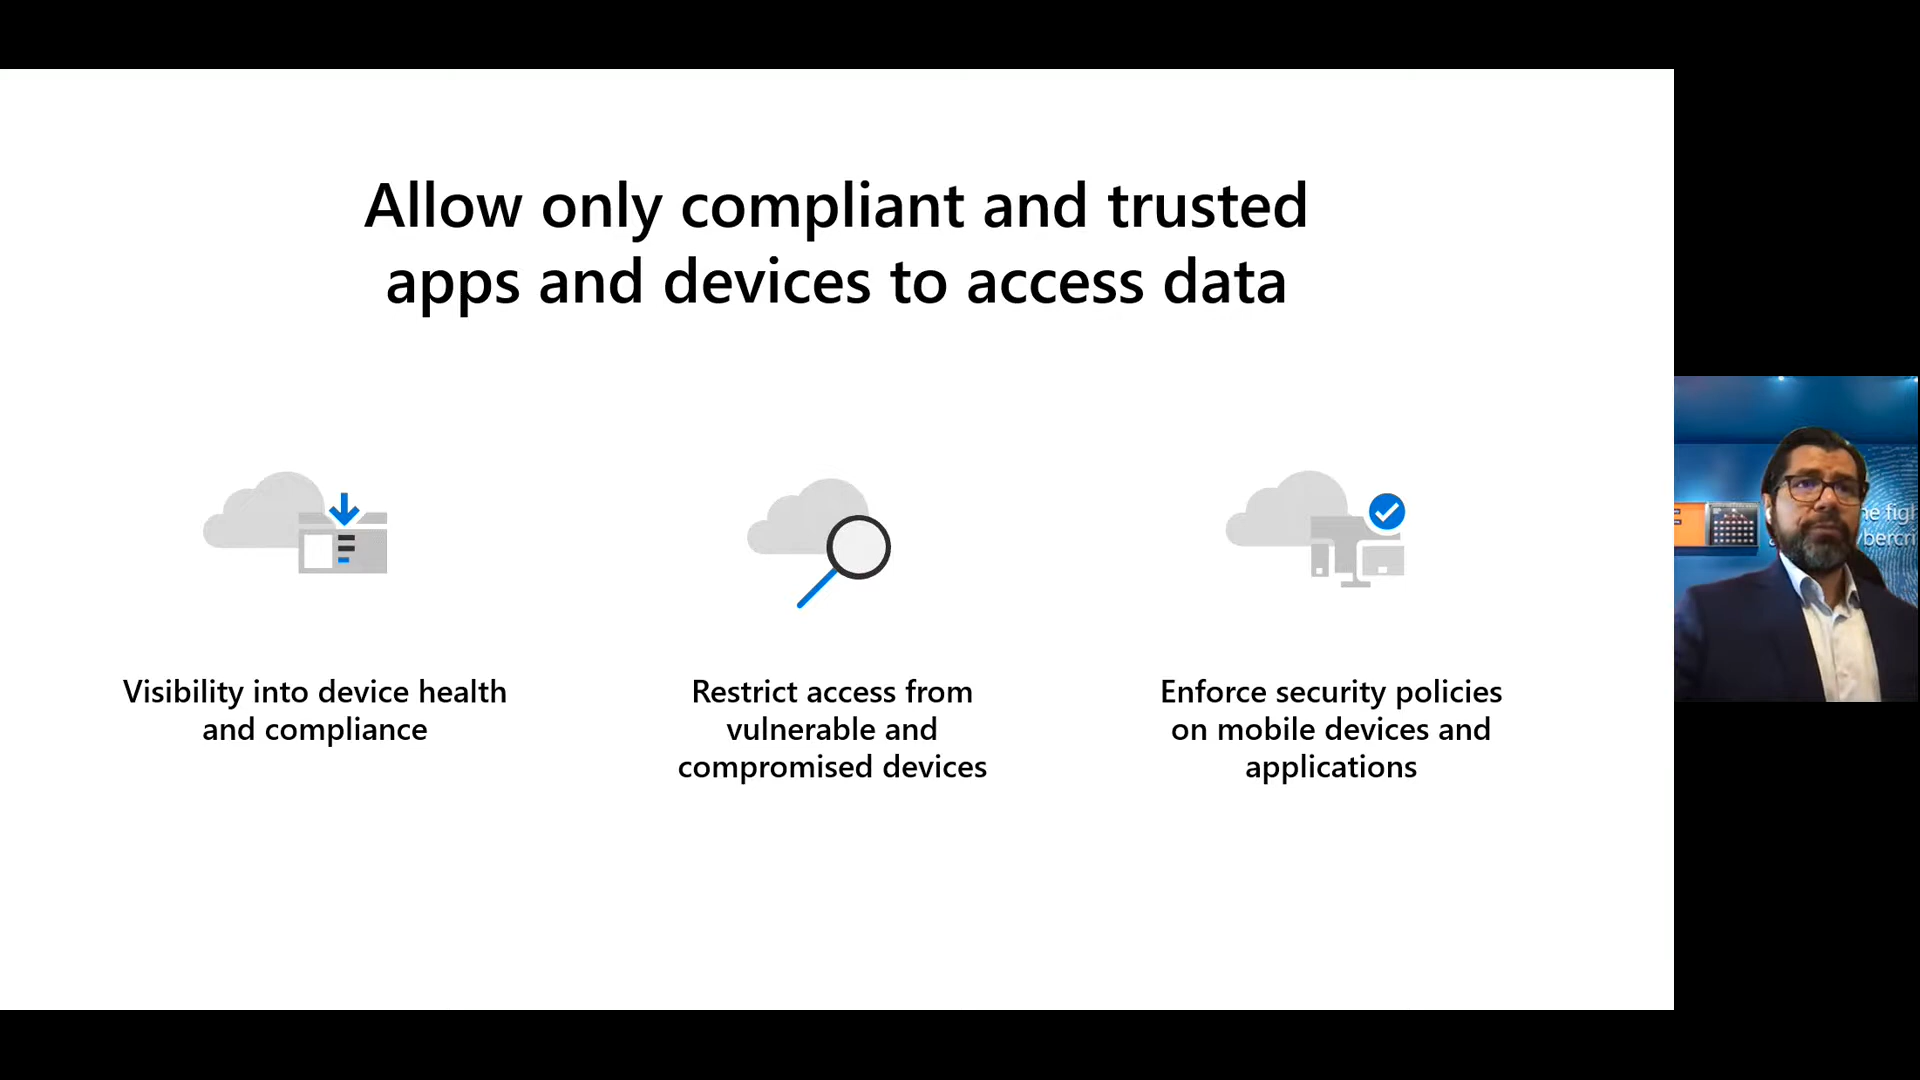 Allow only compliant and trusted
apps and devices to access data
Visibility into device health
and compliance
Restrict access from
vulnerable and
compromised devices
Enforce security policies
on mobile devices and
applications